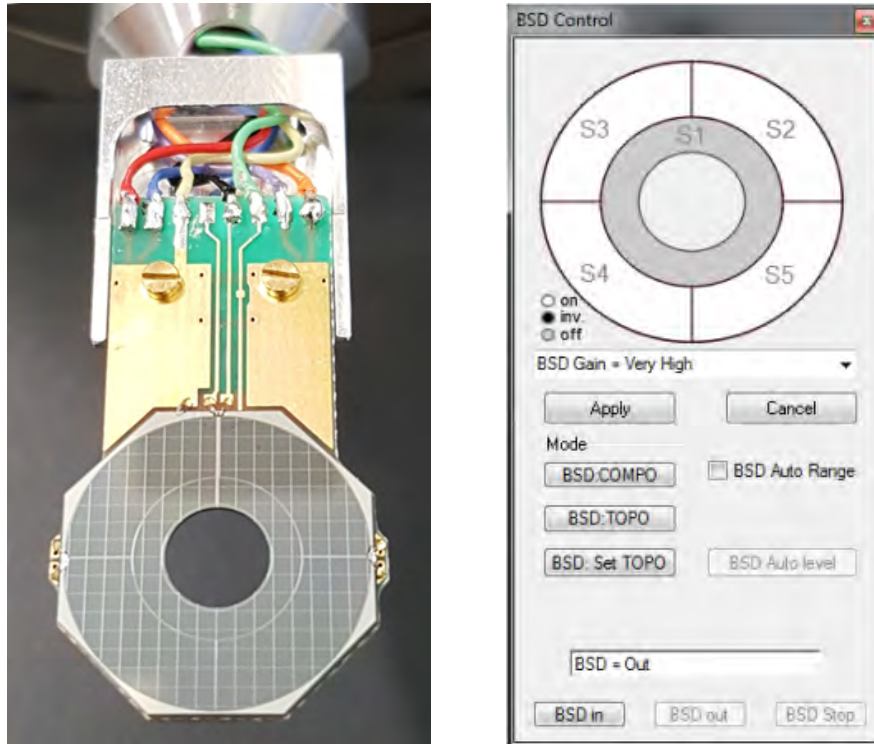 BSD Control
S3
S1
S2
S4
S5
on
inv.
off
BSD Gain = Very High
Apply
Cancel
Mode
BSD:COMPO
BSD Auto Range
BSD:TOPO
BSD: Set TOPO
BSD Auto level
BSD = Out
BSD in
BSD out
BSD Stop